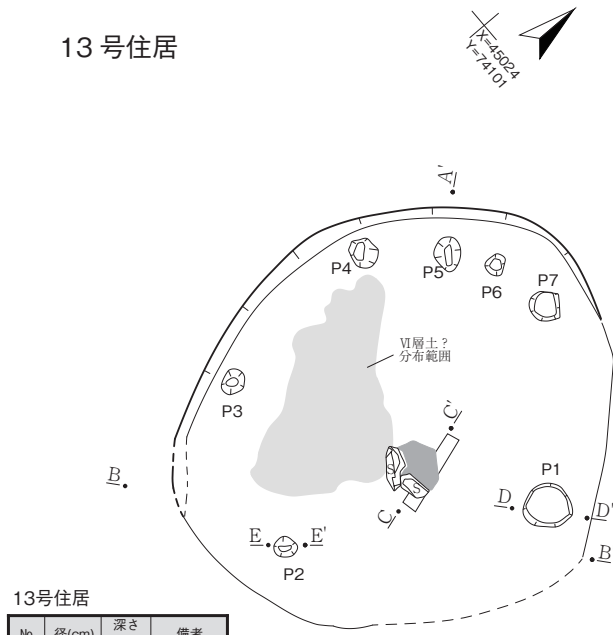 13 号住居
X=45024
Y=74101
A'
P4
P5
P6
P7
Ⅵ層土？
分布範囲
P3
C'
S
S
P1
B
D
D'
C
E
E'
B
P2
13号住居
№ 径(cm) 深さ 備考